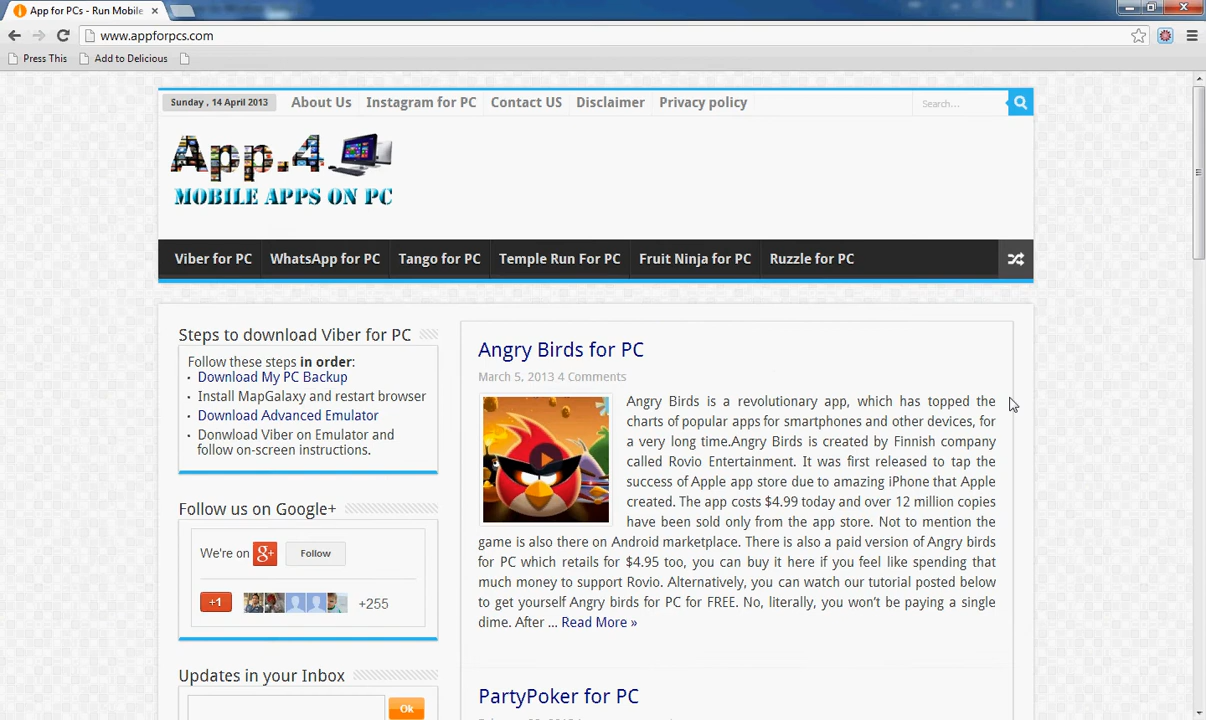 App for PCs - Run Mobile
www.appforpcs.com
Press This
Add to Delicious
Sunday , 14 April 2013
About Us
Instagram for PC
Contact US
Disclaimer
Privacy policy
Search...
App.4.
MOBILE APPS ON PC
Viber for PC
WhatsApp for PC
Tango for PC
Temple Run For PC
Fruit Ninja for PC
Ruzzle for PC
Steps to download Viber for PC
Follow these steps in order:
Download My PC Backup
Install MapGalaxy and restart browser
Download Advanced Emulator
Donwload Viber on Emulator and
follow on-screen instructions.
Follow us on Google+
We're on g+ Follow
+1 +255
Updates in your Inbox
Ok
Angry Birds for PC
March 5, 2013 4 Comments
Angry Birds is a revolutionary app, which has topped the
charts of popular apps for smartphones and other devices, for
a very long time.Angry Birds is created by Finnish company
called Rovio Entertainment. It was first released to tap the
success of Apple app store due to amazing iPhone that Apple
created. The app costs $4.99 today and over 12 million copies
have been sold only from the app store. Not to mention the
game is also there on Android marketplace. There is also a paid version of Angry birds
for PC which retails for $4.95 too, you can buy it here if you feel like spending that
much money to support Rovio. Alternatively, you can watch our tutorial posted below
to get yourself Angry birds for PC for FREE. No, literally, you won't be paying a single
dime. After ... Read More »
PartyPoker for PC